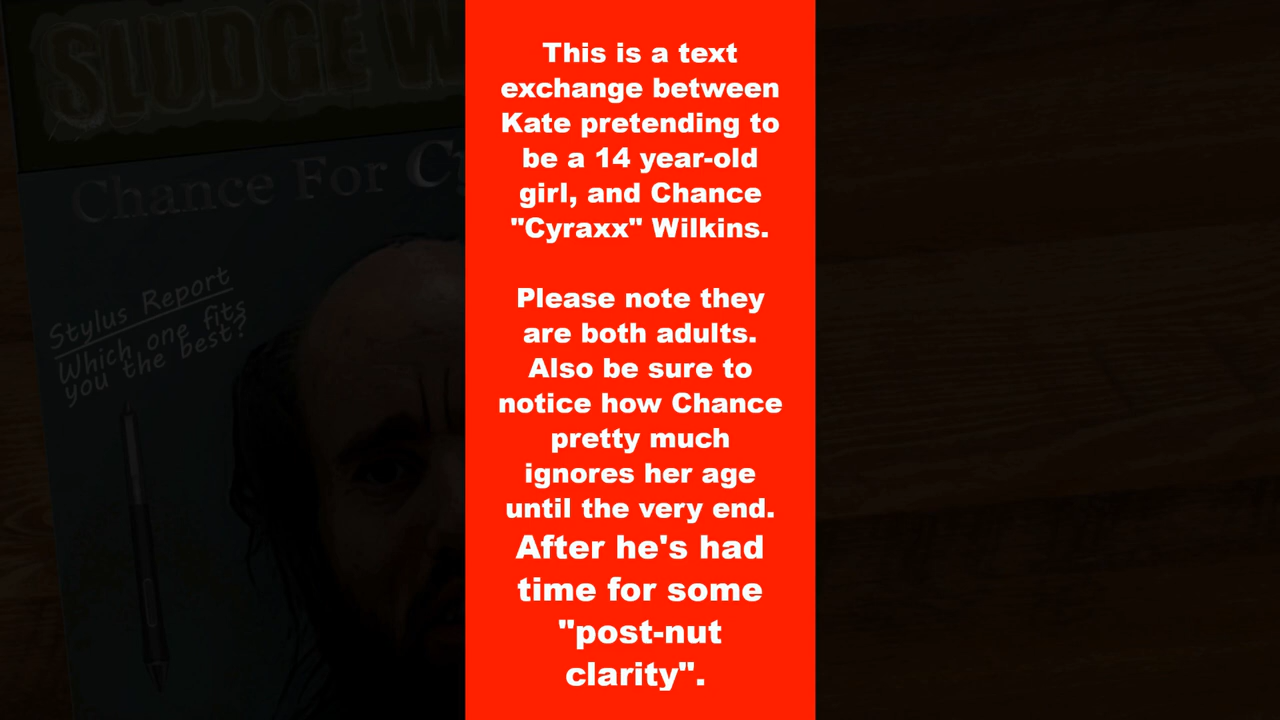 SLUDGE W
Chance For Cy
Stylus Report
Which one fits
you the best?
This is a text
exchange between
Kate pretending to
be a 14 year-old
girl, and Chance
"Cyraxx" Wilkins.
Please note they
are both adults.
Also be sure to
notice how Chance
pretty much
ignores her age
until the very end.
After he's had
time for some
"post-nut
clarity".